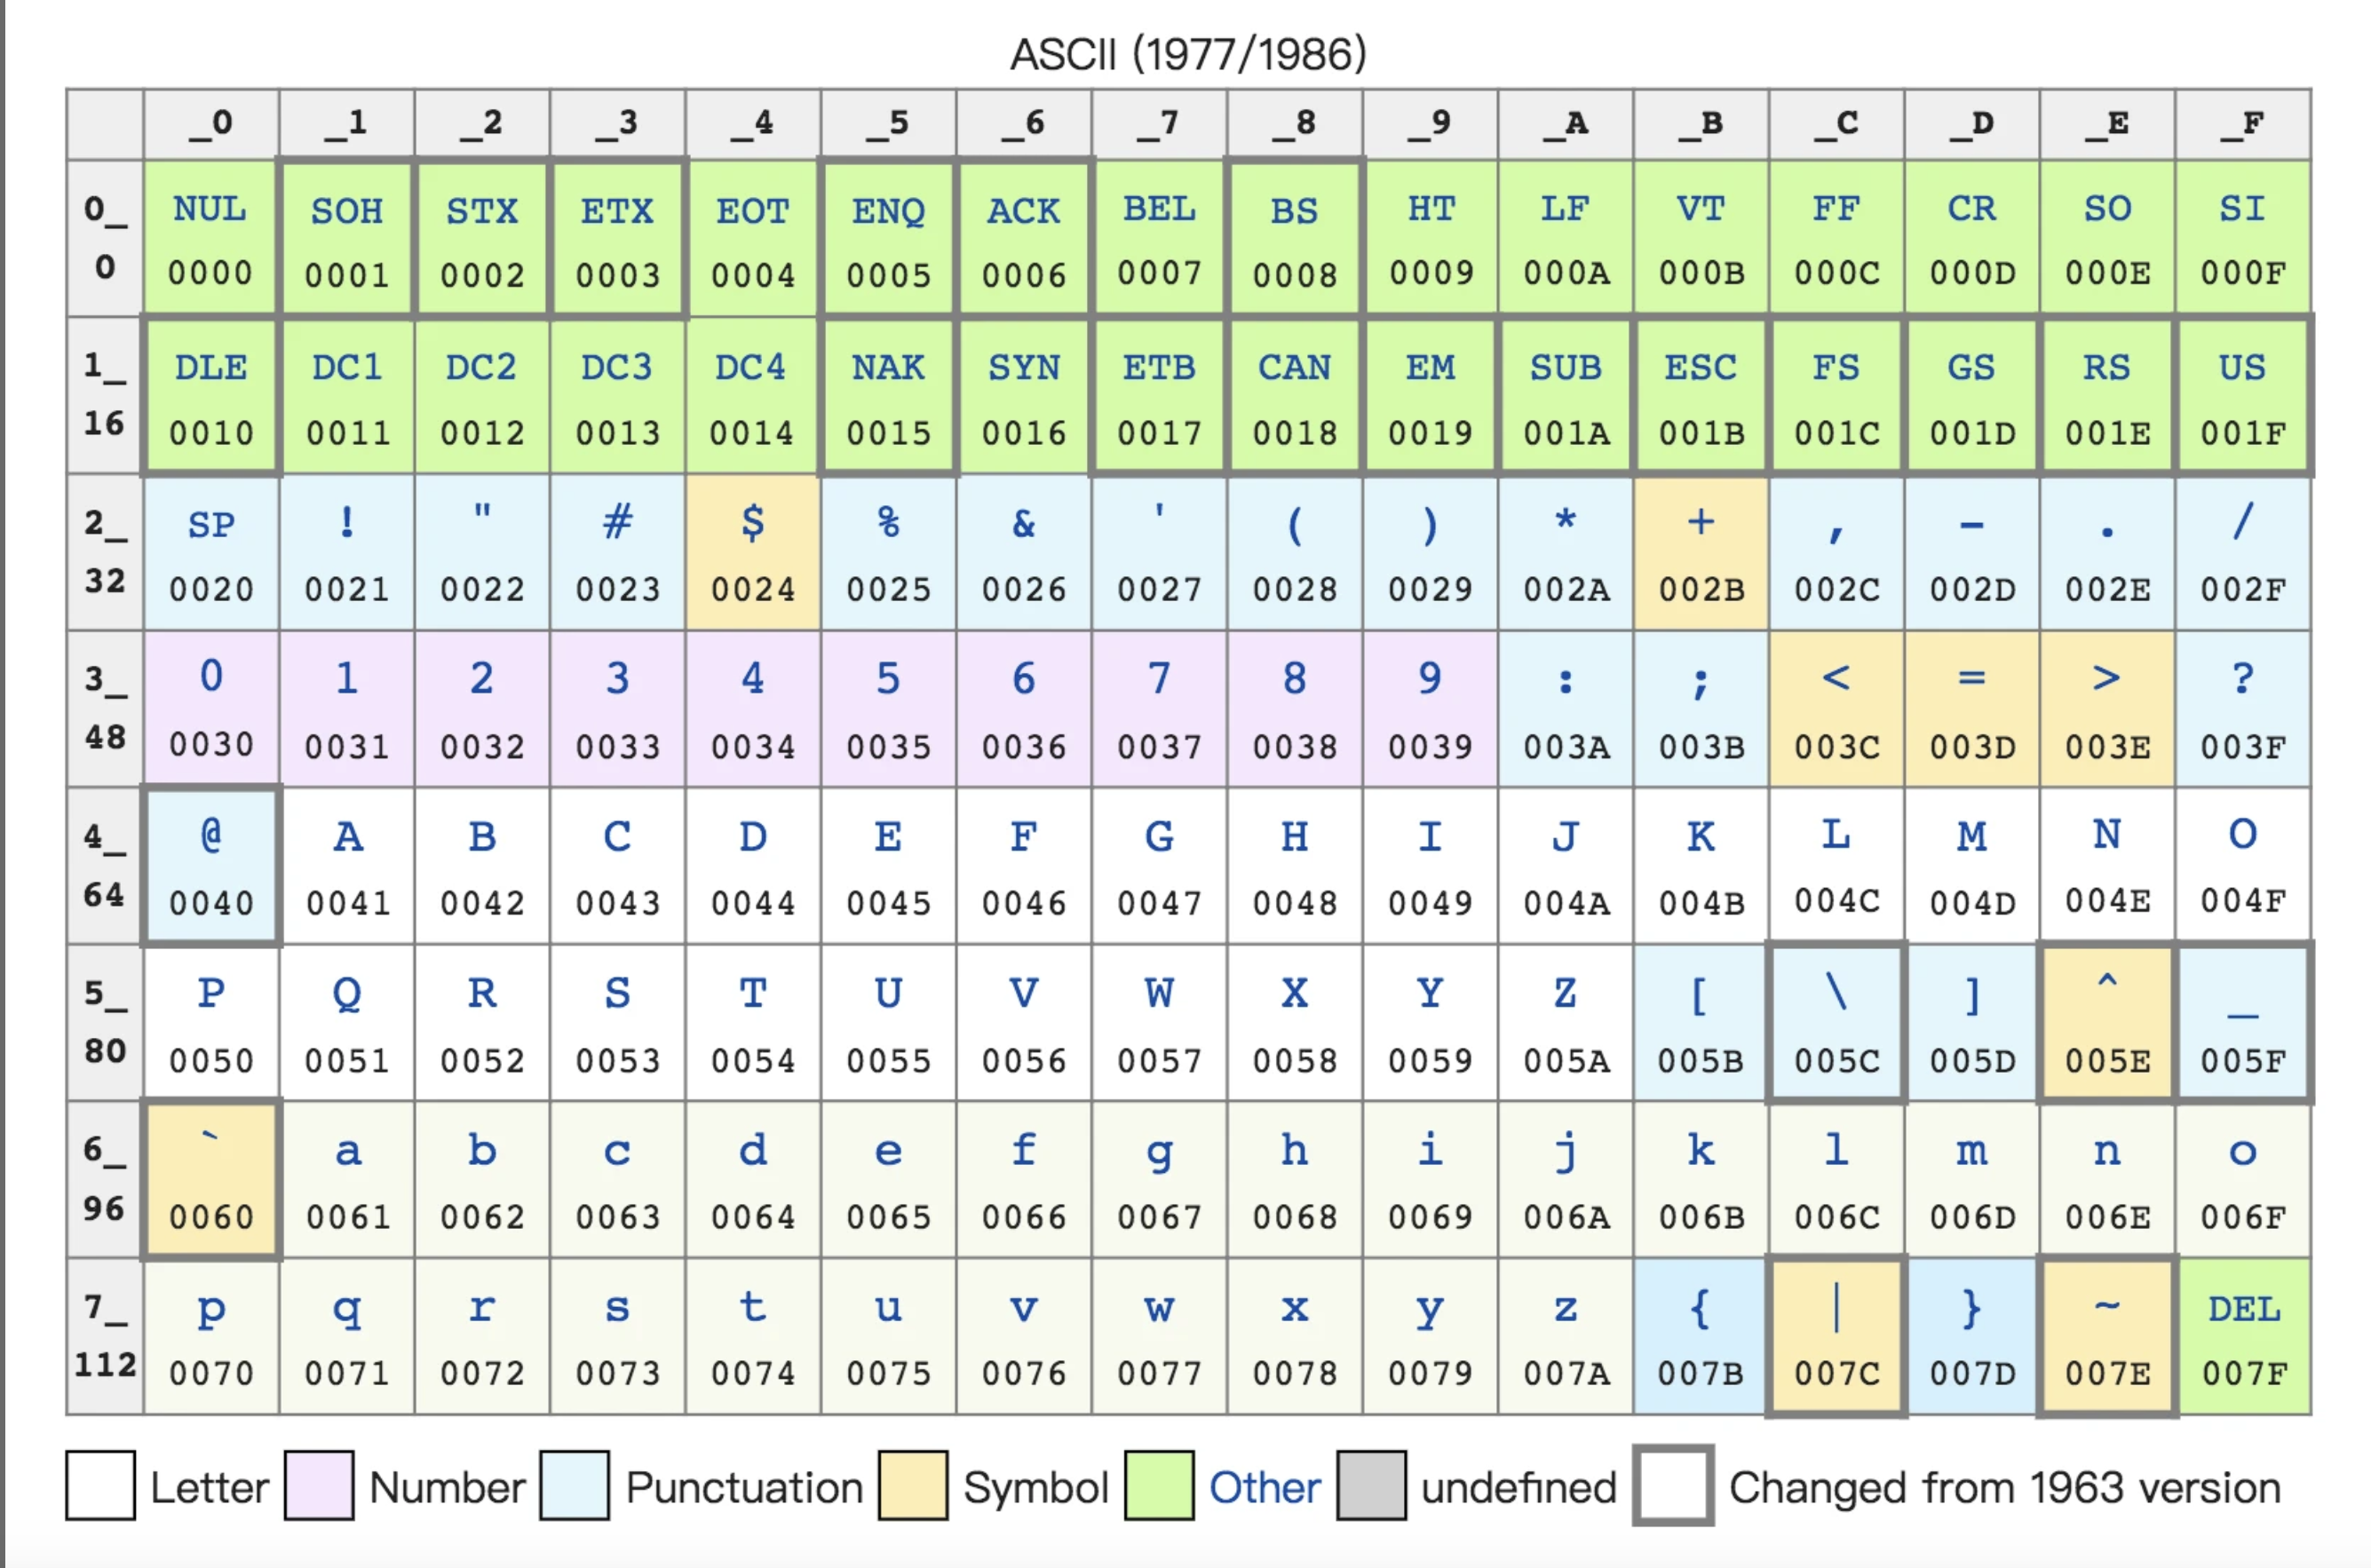 ASCII (1977/1986)
_0 _1 _2 _3 _4 _5 _6 _7 _8 _9 _A _B _C _D _E _F
0_ NUL SOH STX ETX EOT ENQ ACK BEL BS HT LF VT FF CR SO SI
0 0000 0001 0002 0003 0004 0005 0006 0007 0008 0009 000A 000B 000C 000D 000E 000F
1_ DLE DC1 DC2 DC3 DC4 NAK SYN ETB CAN EM SUB ESC FS GS RS US
16 0010 0011 0012 0013 0014 0015 0016 0017 0018 0019 001A 001B 001C 001D 001E 001F
2_ SP ! " # $ % & ' ( ) * + , - . /
32 0020 0021 0022 0023 0024 0025 0026 0027 0028 0029 002A 002B 002C 002D 002E 002F
3_ 0 1 2 3 4 5 6 7 8 9 : ; < = > ?
48 0030 0031 0032 0033 0034 0035 0036 0037 0038 0039 003A 003B 003C 003D 003E 003F
4_ @ A B C D E F G H I J K L M N O
64 0040 0041 0042 0043 0044 0045 0046 0047 0048 0049 004A 004B 004C 004D 004E 004F
5_ P Q R S T U V W X Y Z [ \ ] ^ _
80 0050 0051 0052 0053 0054 0055 0056 0057 0058 0059 005A 005B 005C 005D 005E 005F
6_ ` a b c d e f g h i j k l m n o
96 0060 0061 0062 0063 0064 0065 0066 0067 0068 0069 006A 006B 006C 006D 006E 006F
7_ p q r s t u v w x y z { | } ~ DEL
112 0070 0071 0072 0073 0074 0075 0076 0077 0078 0079 007A 007B 007C 007D 007E 007F
Letter Number Punctuation Symbol Other undefined Changed from 1963 version